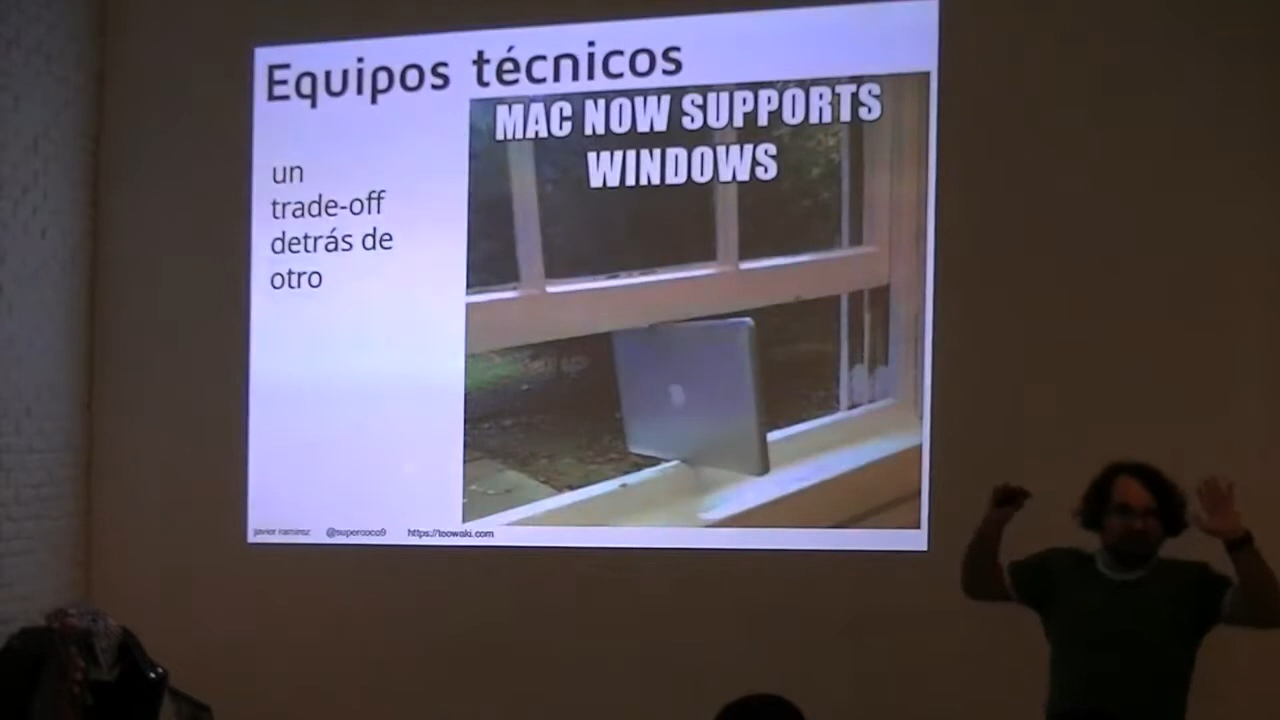 Equipos técnicos
MAC NOW SUPPORTS
WINDOWS
un
trade-off
detrás de
otro
javier ramirez @supercoco9 https://teowaki.com